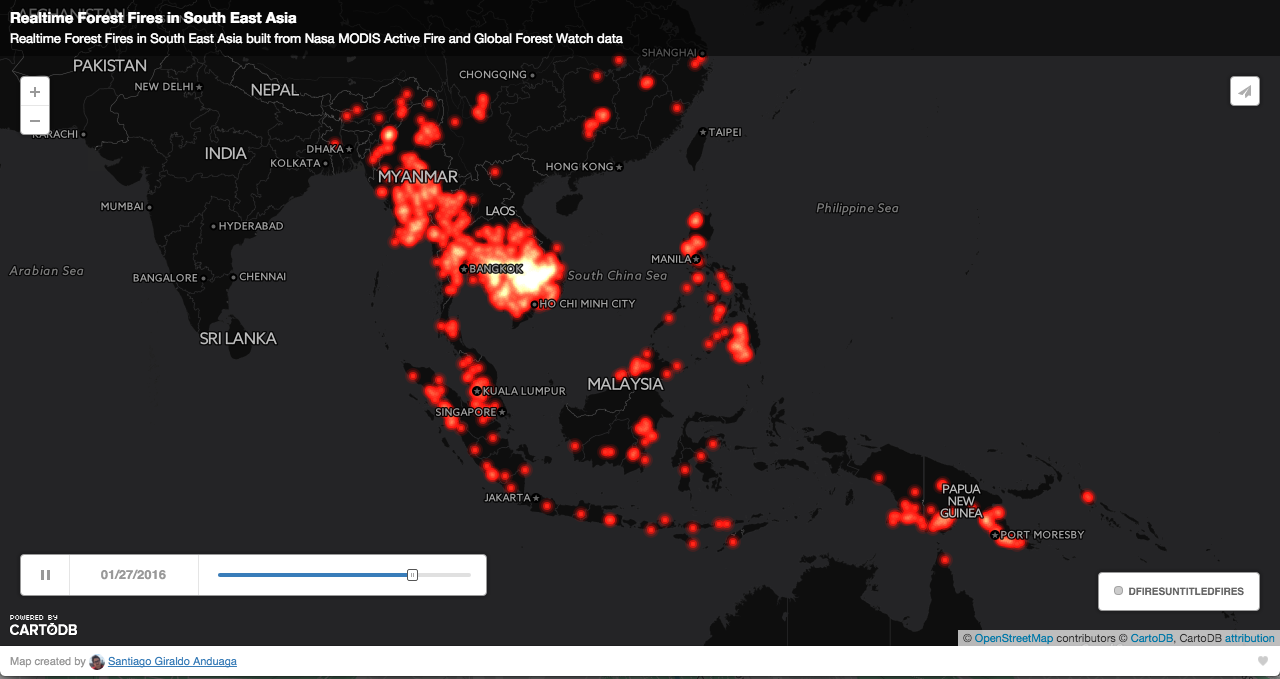 AFGHANISTAN
Realtime Forest Fires in South East Asia
Realtime Forest Fires in South East Asia built from Nasa MODIS Active Fire and Global Forest Watch data
SHANGHAI
PAKISTAN
CHONGQING
NEW DELHI
NEPAL
+
−
KARACHI
TAIPEI
DHAKA
INDIA
KOLKATA
HONG KONG
MYANMAR
MUMBAI
LAOS
Philippine Sea
HYDERABAD
MANILA
Arabian Sea
BANGKOK
South China Sea
BANGALORE
CHENNAI
HO CHI MINH CITY
SRI LANKA
MALAYSIA
KUALA LUMPUR
SINGAPORE
JAKARTA
PAPUA
NEW
GUINEA
PORT MORESBY
01/27/2016
DFIRESUNTITLEDFIRES
POWERED BY
CARTODB
© OpenStreetMap contributors © CartoDB, CartoDB attribution
Map created by Santiago Giraldo Anduaga